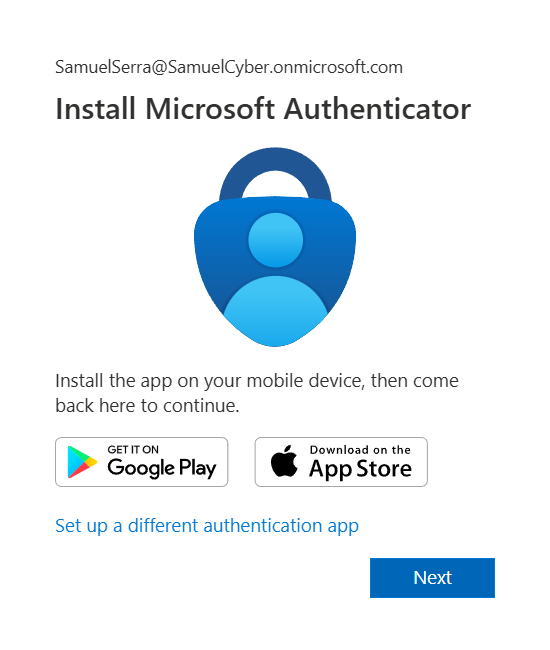 SamuelSerra@SamuelCyber.onmicrosoft.com
Install Microsoft Authenticator
Install the app on your mobile device, then come
back here to continue.
GET IT ON
Google Play
Download on the
App Store
Set up a different authentication app
Next